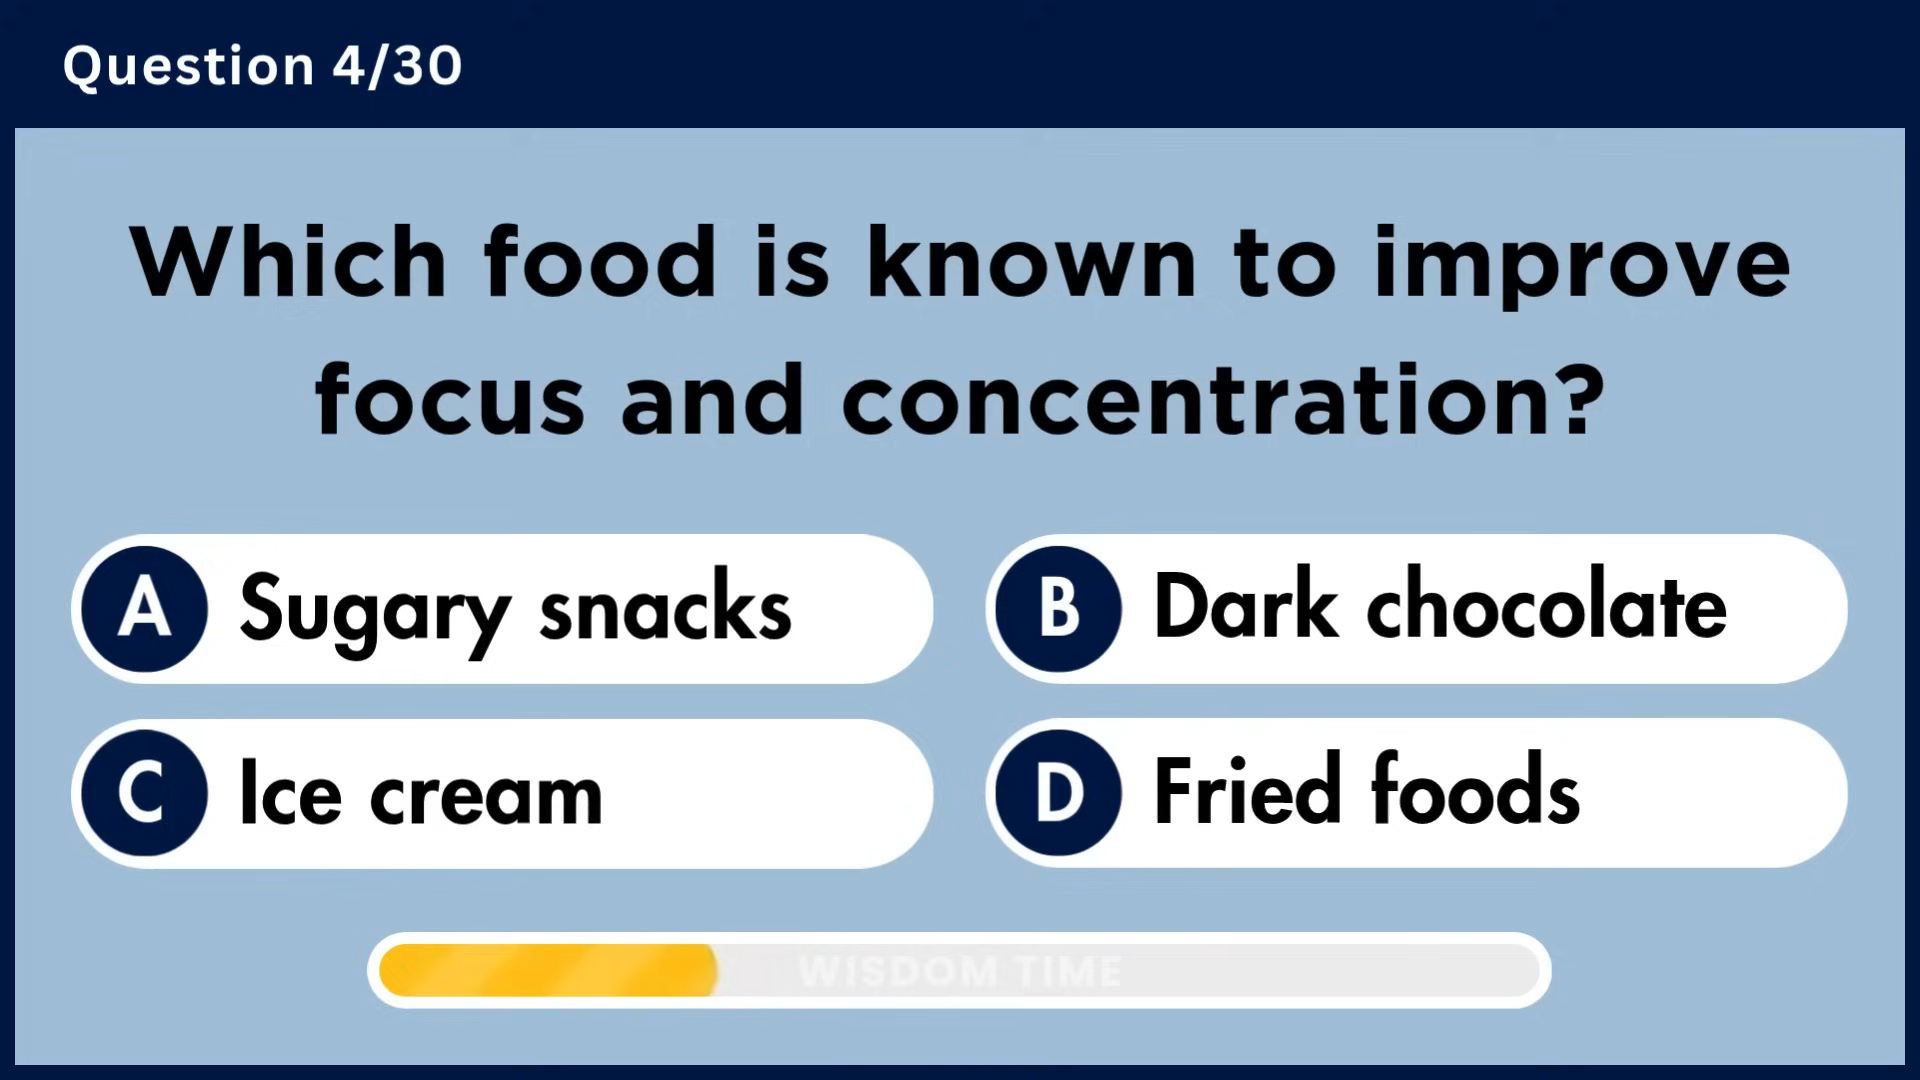 Question 4/30
Which food is known to improve
focus and concentration?
A Sugary snacks
B Dark chocolate
C Ice cream
D Fried foods
WISDOM TIME